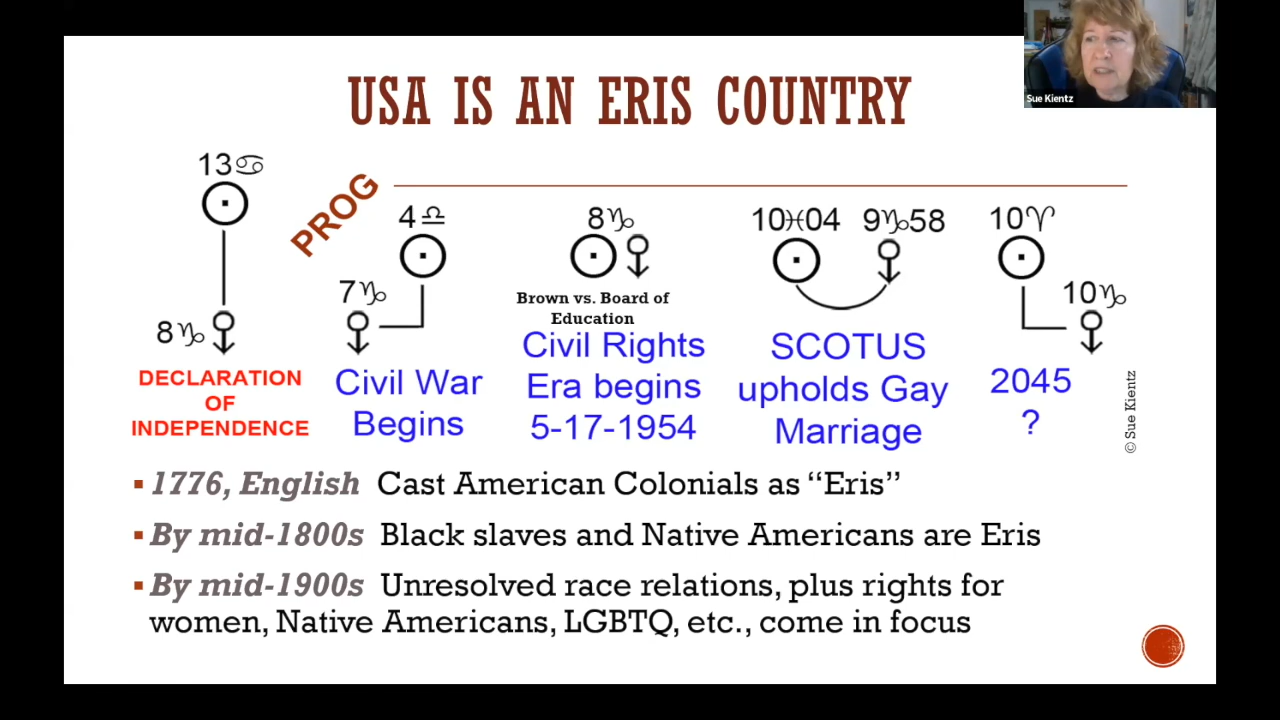 USA IS AN ERIS COUNTRY
Sue Kientz
13♋
8♑
DECLARATION
OF
INDEPENDENCE
PROG
4♎
7♑
Civil War
Begins
8♑
Brown vs. Board of
Education
Civil Rights
Era begins
5-17-1954
10♓04 9♑58
SCOTUS
upholds Gay
Marriage
10♈
10♑
2045
?
© Sue Kientz
▪ 1776, English Cast American Colonials as “Eris”
▪ By mid-1800s Black slaves and Native Americans are Eris
▪ By mid-1900s Unresolved race relations, plus rights for
women, Native Americans, LGBTQ, etc., come in focus